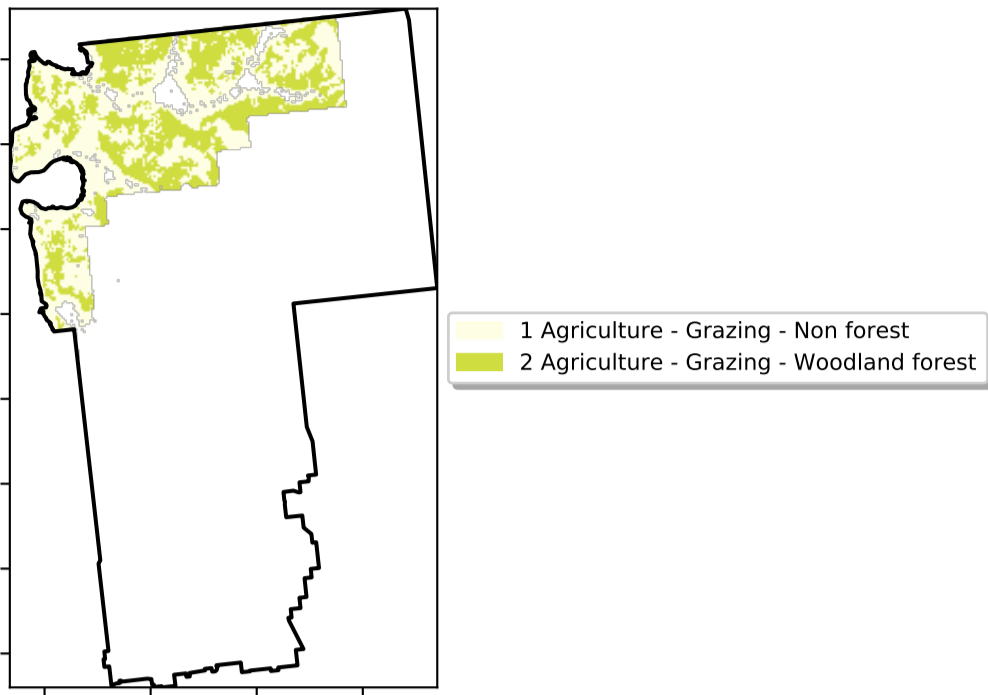 1 Agriculture - Grazing - Non forest
2 Agriculture - Grazing - Woodland forest